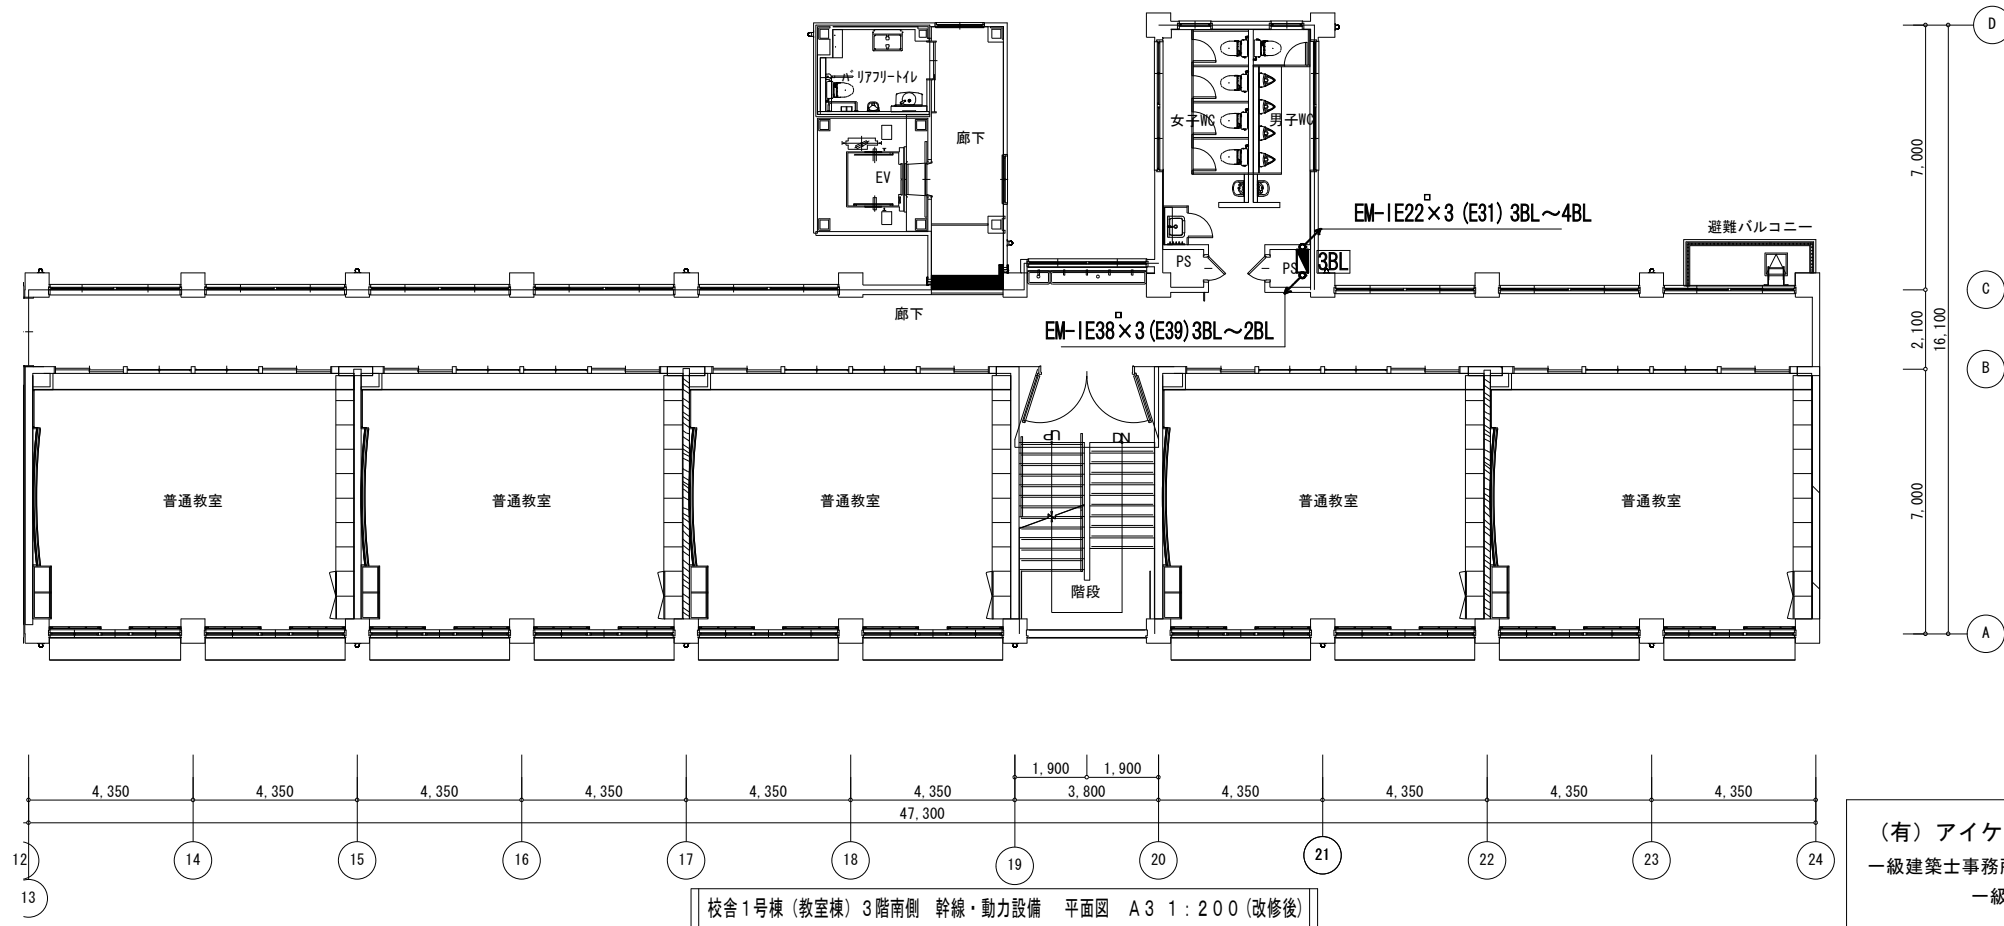 D
バリアフリートイレ
廊下
女子WC
男子WC
7,000
EV
EM-IE22□×3 (E31) 3BL～4BL
避難バルコニー
PS
PS
3BL
C
廊下
EM-IE38□×3(E39)3BL～2BL
2,100
16,100
B
UP
DN
普通教室
普通教室
普通教室
普通教室
普通教室
7,000
階段
A
1,900
1,900
4,350
4,350
4,350
4,350
4,350
4,350
3,800
4,350
4,350
4,350
4,350
47,300
12
14
15
16
17
18
19
20
21
22
23
24
13
(有) アイケ
一級建築士事務所
一級
校舎1号棟(教室棟) 3階南側 幹線・動力設備 平面図 A3 1:200(改修後)